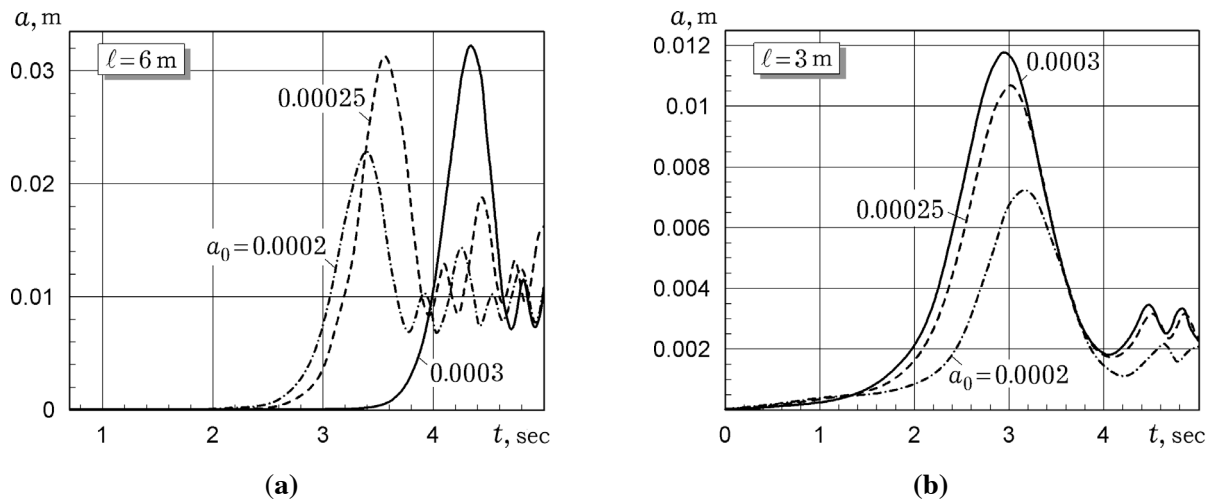 a, m
ℓ = 6 m
0.03
0.00025
0.02
a₀ = 0.0002
0.01
0.0003
0
1
2
3
4
t, sec
(a)
a, m
0.012
ℓ = 3 m
0.0003
0.010
0.008
0.00025
0.006
0.004
0.002
a₀ = 0.0002
0
1
2
3
4
t, sec
(b)